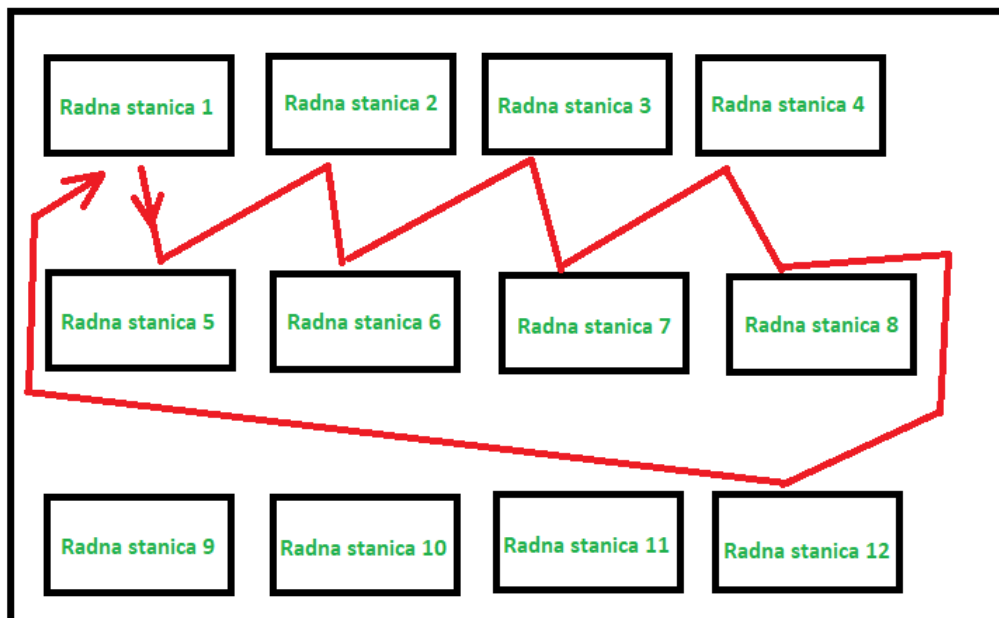 Radna stanica 1
Radna stanica 2
Radna stanica 3
Radna stanica 4
Radna stanica 5
Radna stanica 6
Radna stanica 7
Radna stanica 8
Radna stanica 9
Radna stanica 10
Radna stanica 11
Radna stanica 12